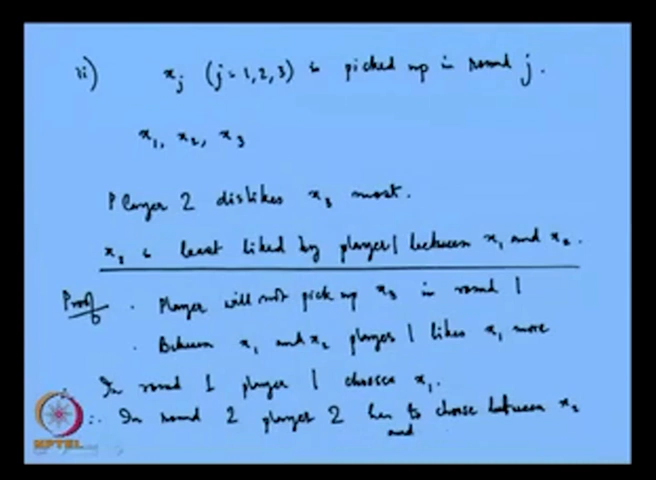 ii) x_j (j = 1, 2, 3) is picked up in round j.
x_1, x_2, x_3
Player 2 dislikes x_3 most.
x_2 is least liked by player 1 between x_1 and x_2.
Proof . Player will not pick up x_3 in round 1
. Between x_1 and x_2 player 1 likes x_1 more
∴ In round 1 player 1 chooses x_1.
∴ In round 2 player 2 has to choose between x_2
and
NPTEL